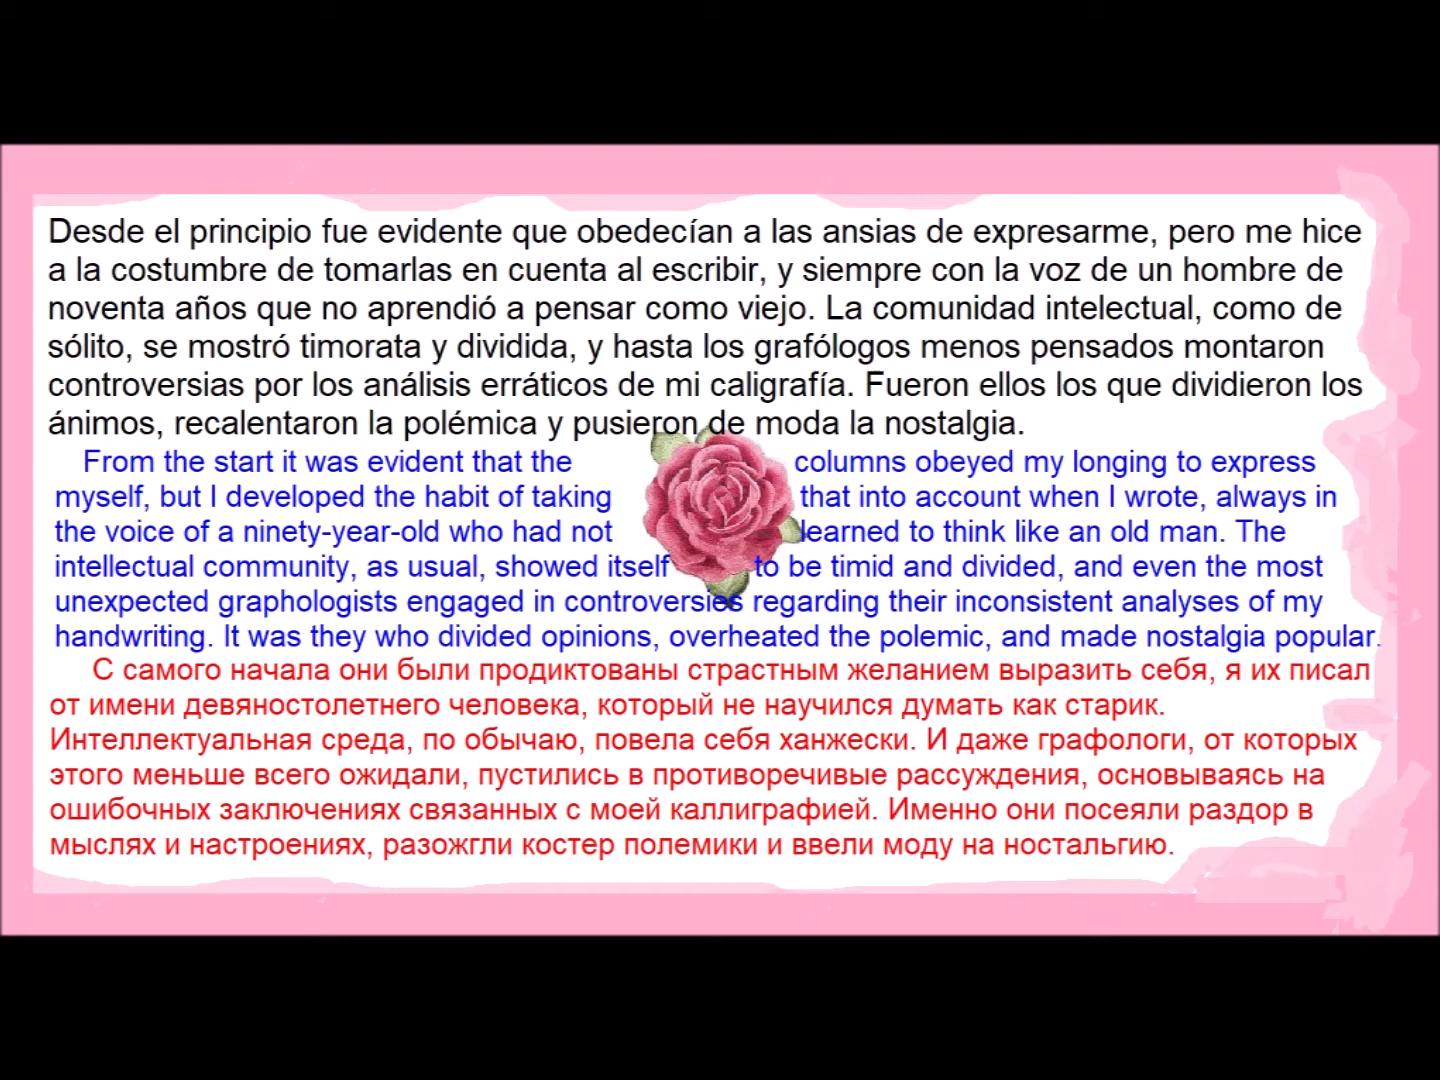 Desde el principio fue evidente que obedecían a las ansias de expresarme, pero me hice
a la costumbre de tomarlas en cuenta al escribir, y siempre con la voz de un hombre de
noventa años que no aprendió a pensar como viejo. La comunidad intelectual, como de
sólito, se mostró timorata y dividida, y hasta los grafólogos menos pensados montaron
controversias por los análisis erráticos de mi caligrafía. Fueron ellos los que dividieron los
ánimos, recalentaron la polémica y pusieron de moda la nostalgia.
From the start it was evident that the columns obeyed my longing to express
myself, but I developed the habit of taking that into account when I wrote, always in
the voice of a ninety-year-old who had not learned to think like an old man. The
intellectual community, as usual, showed itself to be timid and divided, and even the most
unexpected graphologists engaged in controversies regarding their inconsistent analyses of my
handwriting. It was they who divided opinions, overheated the polemic, and made nostalgia popular.
С самого начала они были продиктованы страстным желанием выразить себя, я их писал
от имени девяностолетнего человека, который не научился думать как старик.
Интеллектуальная среда, по обычаю, повела себя ханжески. И даже графологи, от которых
этого меньше всего ожидали, пустились в противоречивые рассуждения, основываясь на
ошибочных заключениях связанных с моей каллиграфией. Именно они посеяли раздор в
мыслях и настроениях, разожгли костер полемики и ввели моду на ностальгию.